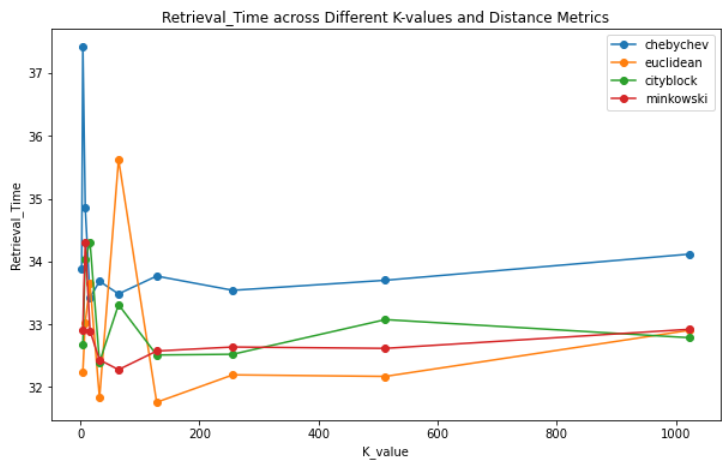 Retrieval_Time across Different K-values and Distance Metrics
chebychev
euclidean
cityblock
minkowski
Retrieval_Time
37
36
35
34
33
32
0 200 400 600 800 1000
K_value